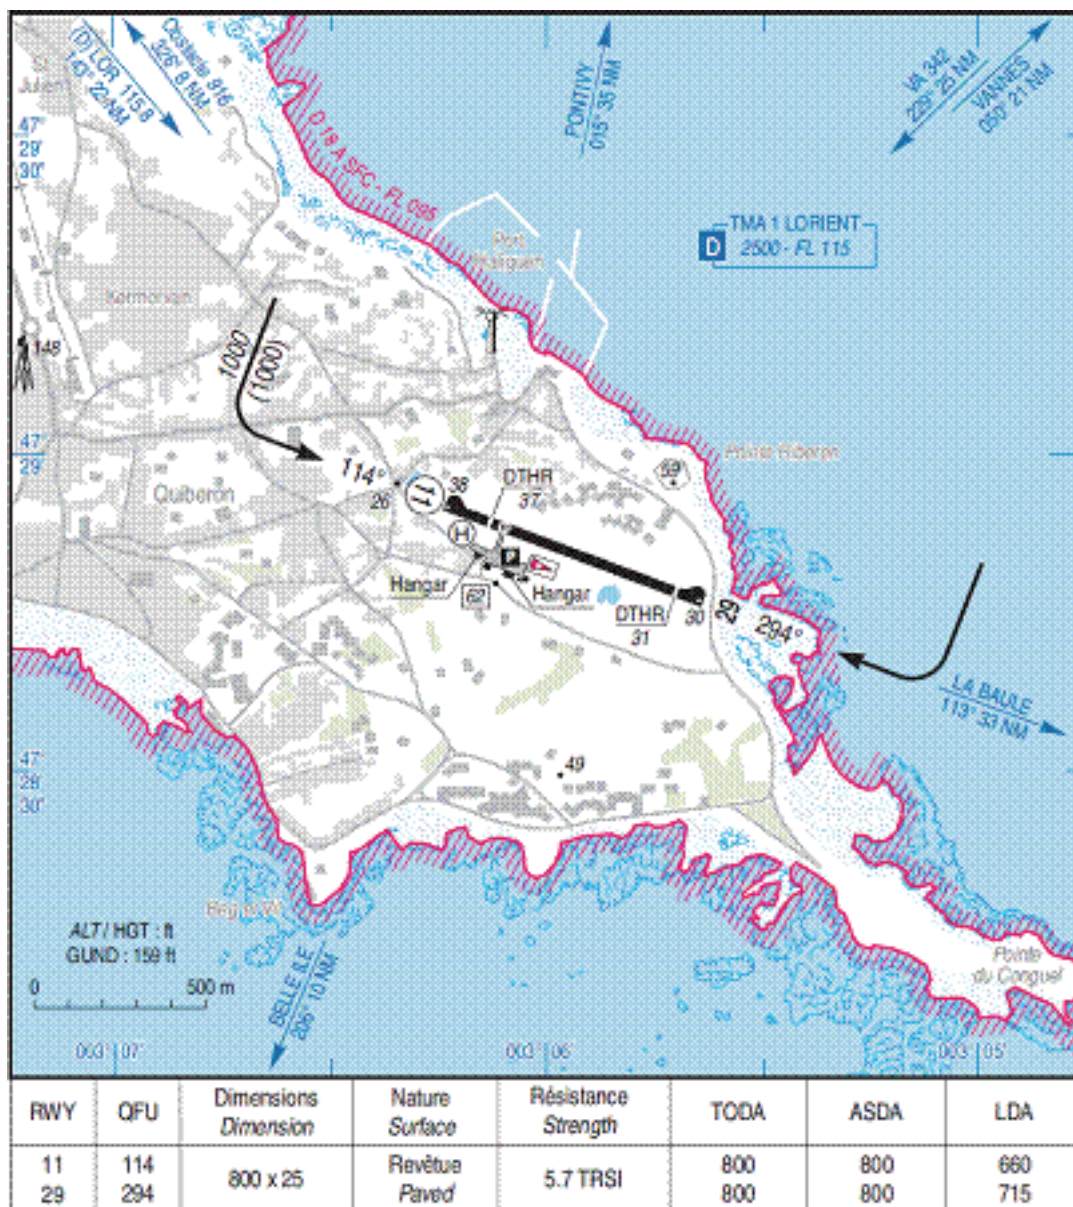 St
Julien
(D) LOR 115.8
143° 22 NM
Obstacle 816
326° 8 NM
PONTIVY
015° 35 NM
VA 342
229° 25 NM
VANNES
050° 21 NM
47°
29'
30"
D 18 A SFC - FL 095
TMA 1 LORIENT
D
2500 - FL 115
Port
Haliguen
Kermorvan
148
1000
(1000)
47°
29'
114°
26
11
38
DTHR
37
59
Quiberon
H
P
Hangar
62
Hangar
DTHR
31
30
29
294°
LA BAULE
113° 33 NM
47°
28'
30"
49
ALT / HGT : ft
GUND : 159 ft
0 500 m
BELLE ILE
206° 10 NM
Pointe
du Conguel
003° 07' 003° 06' 003° 05'
RWY QFU Dimensions Nature Résistance TODA ASDA LDA
Dimension Surface Strength
11 114 800 x 25 Revêtue 5.7 TRSI 800 800 660
29 294 Paved 800 800 715